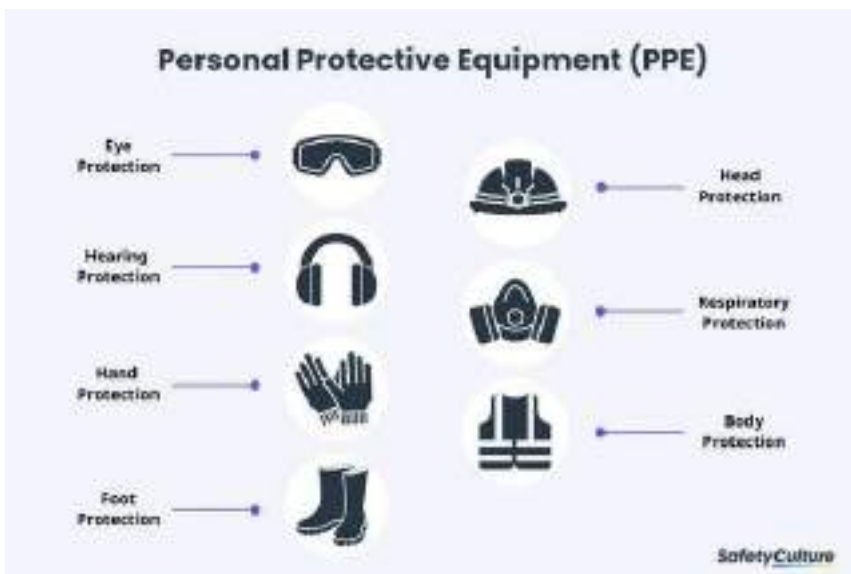 Personal Protective Equipment (PPE)
Eye
Protection
Hearing
Protection
Hand
Protection
Foot
Protection
Head
Protection
Respiratory
Protection
Body
Protection
SafetyCulture